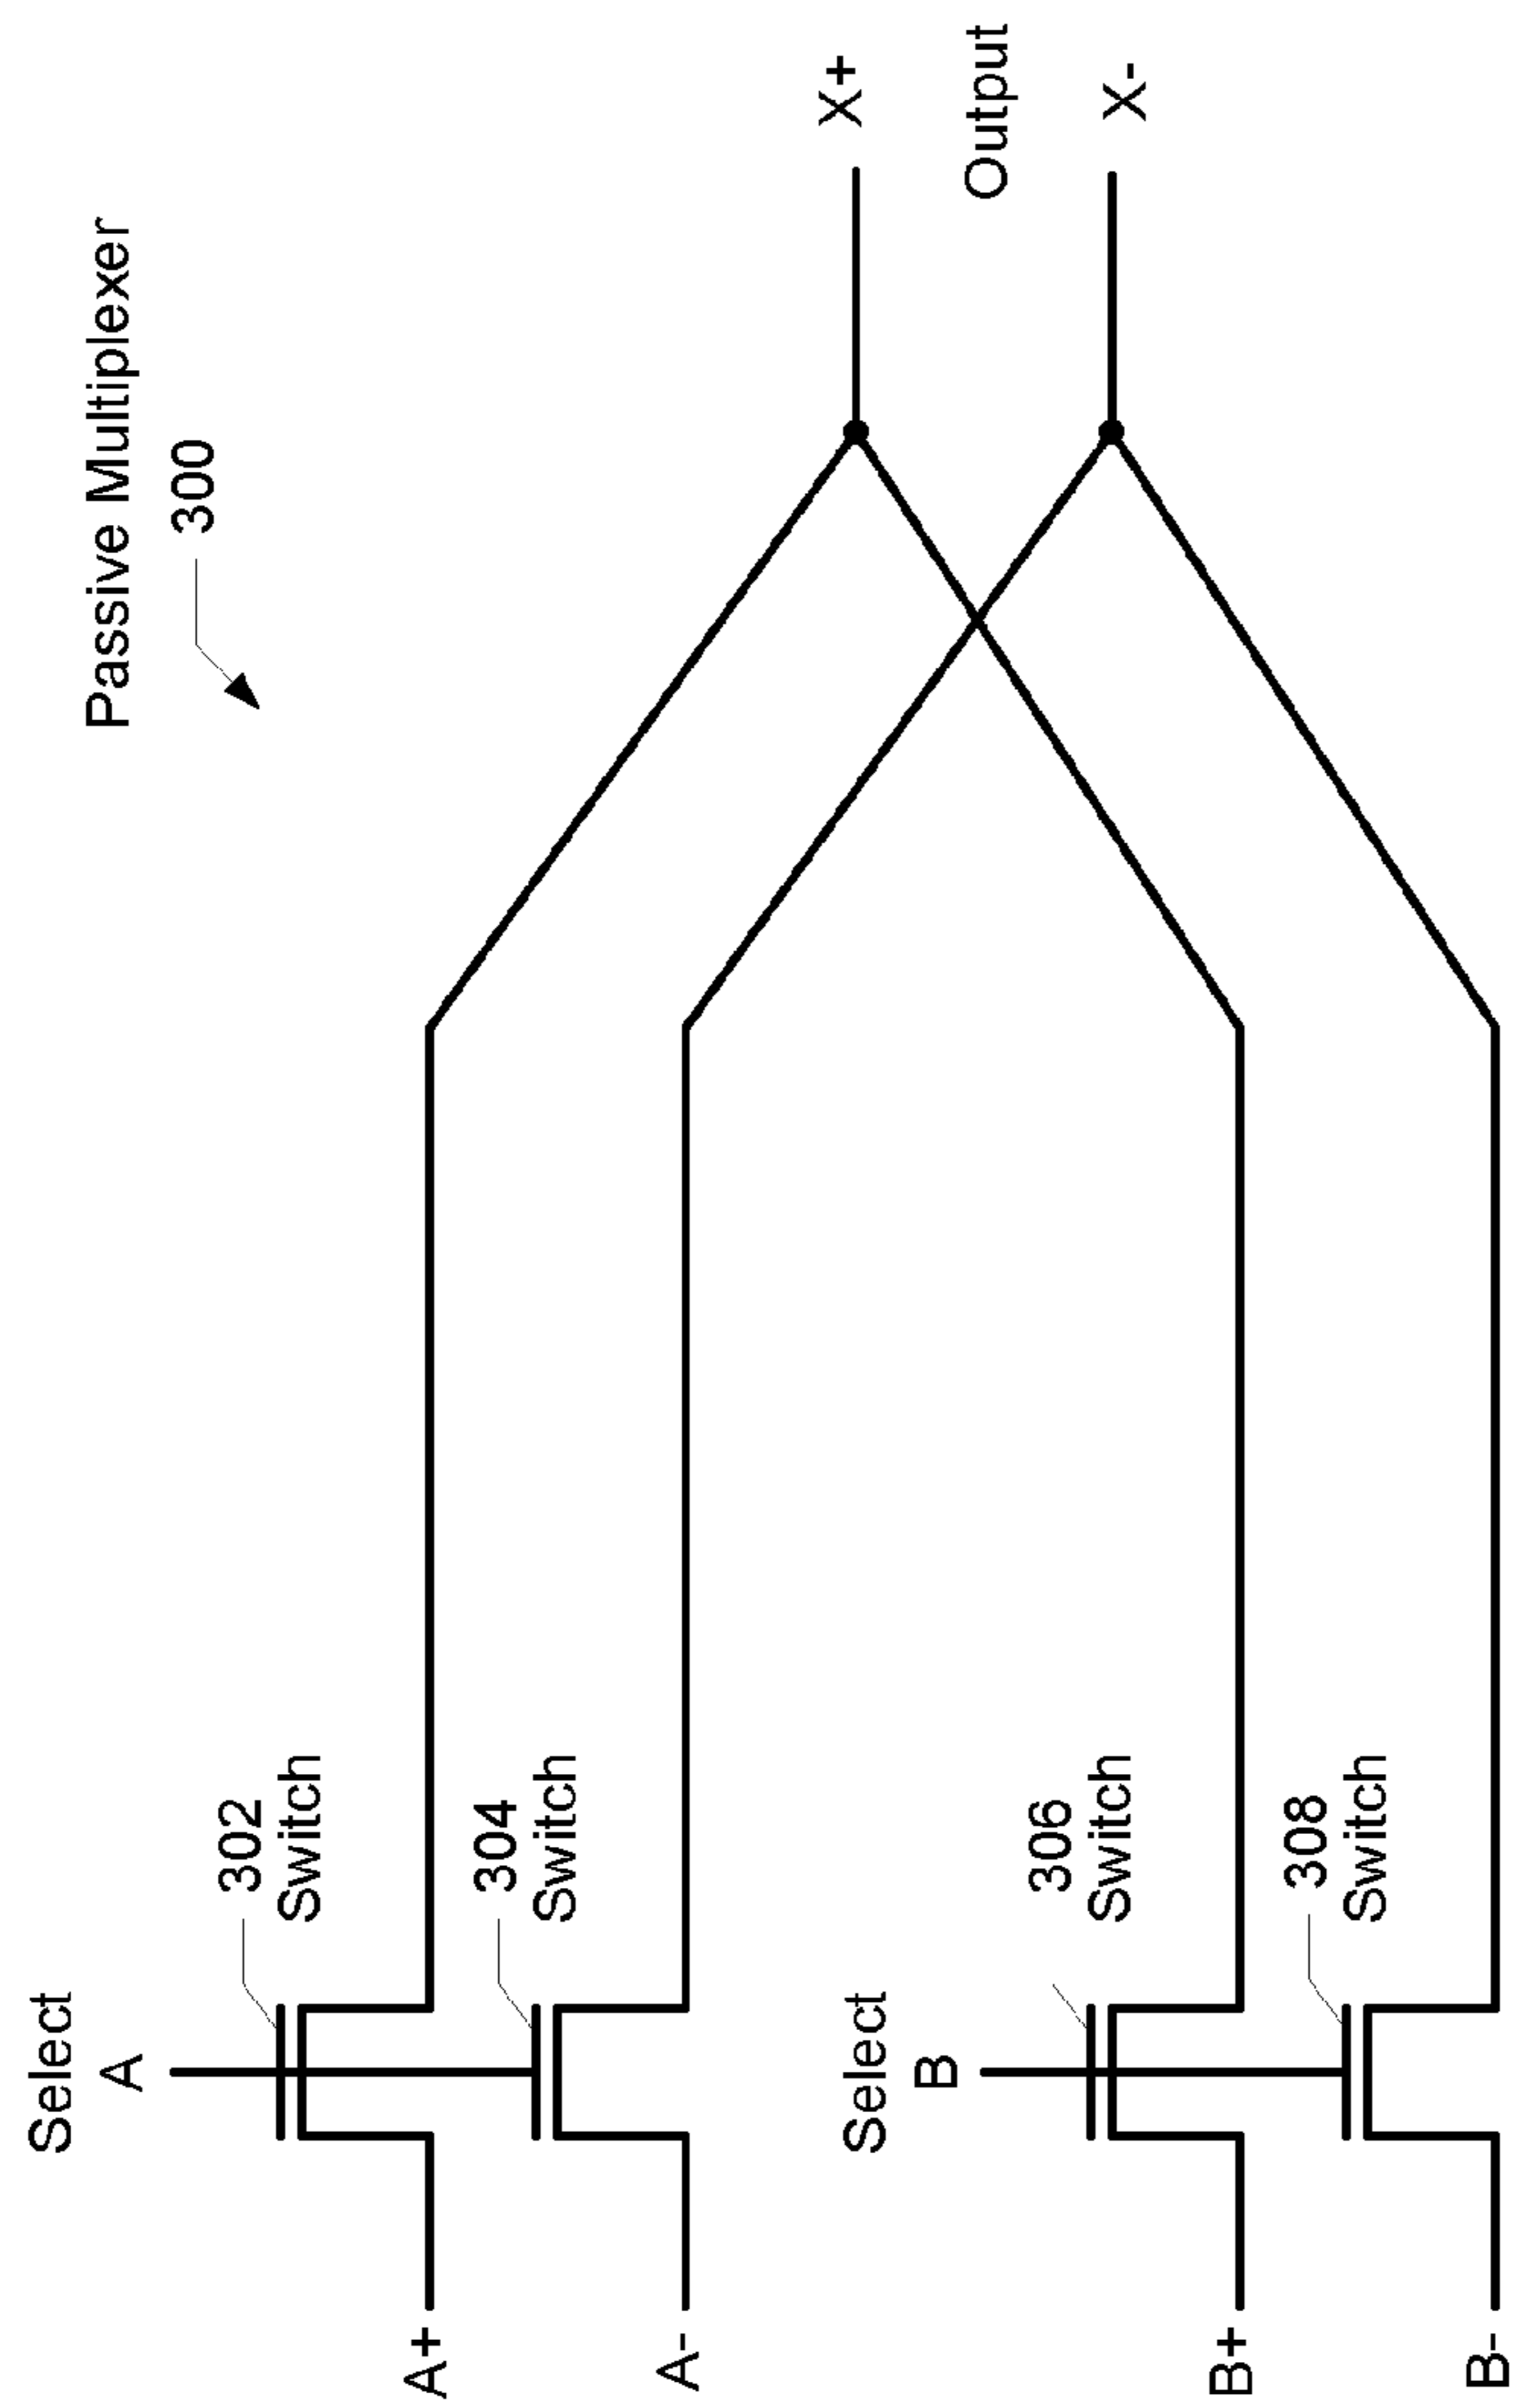 Passive Multiplexer
300
Select
A
302
Switch
304
Switch
A+
A-
X+
Output
X-
Select
B
306
Switch
308
Switch
B+
B-